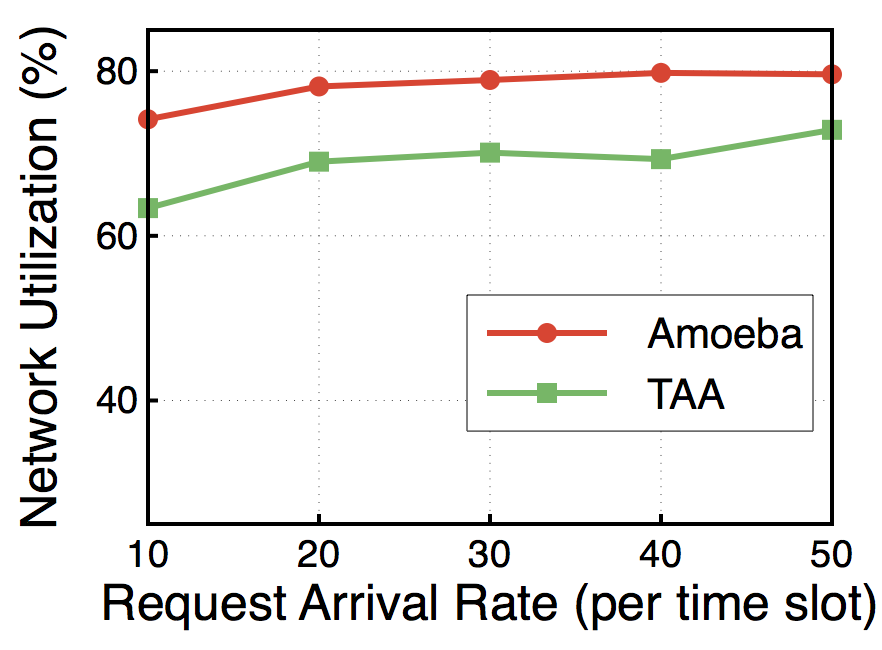 Network Utilization (%)
80
60
40
Amoeba
TAA
10 20 30 40 50
Request Arrival Rate (per time slot)